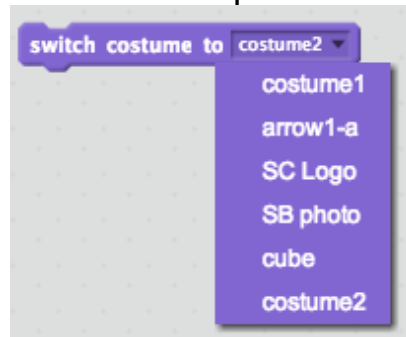 switch costume to costume2
costume1
arrow1-a
SC Logo
SB photo
cube
costume2